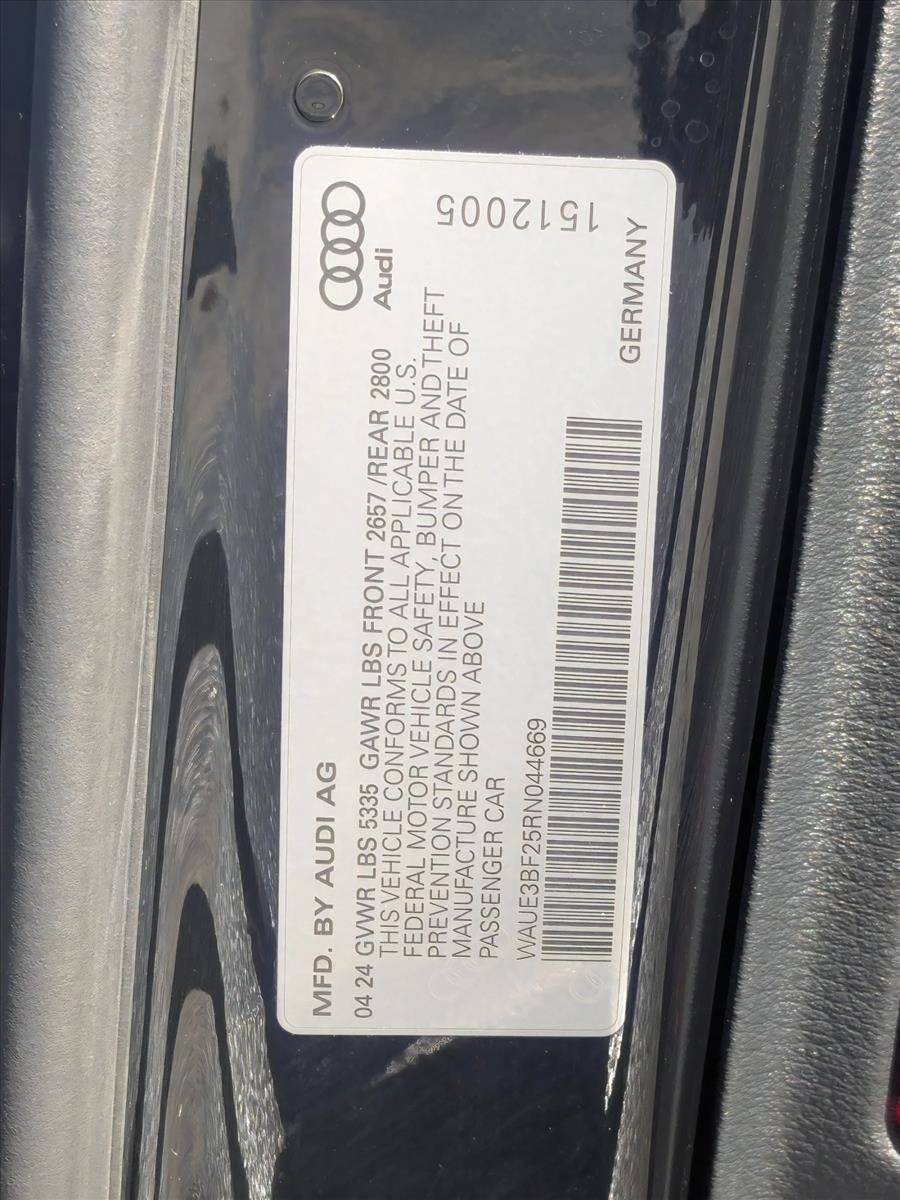 MFD. BY AUDI AG
Audi
04 24 GVWR LBS 5335 GAWR LBS FRONT 2657 /REAR 2800
THIS VEHICLE CONFORMS TO ALL APPLICABLE U.S.
FEDERAL MOTOR VEHICLE SAFETY, BUMPER AND THEFT
PREVENTION STANDARDS IN EFFECT ON THE DATE OF
MANUFACTURE SHOWN ABOVE
PASSENGER CAR
1512005
WAUE3BF25RN044669
GERMANY